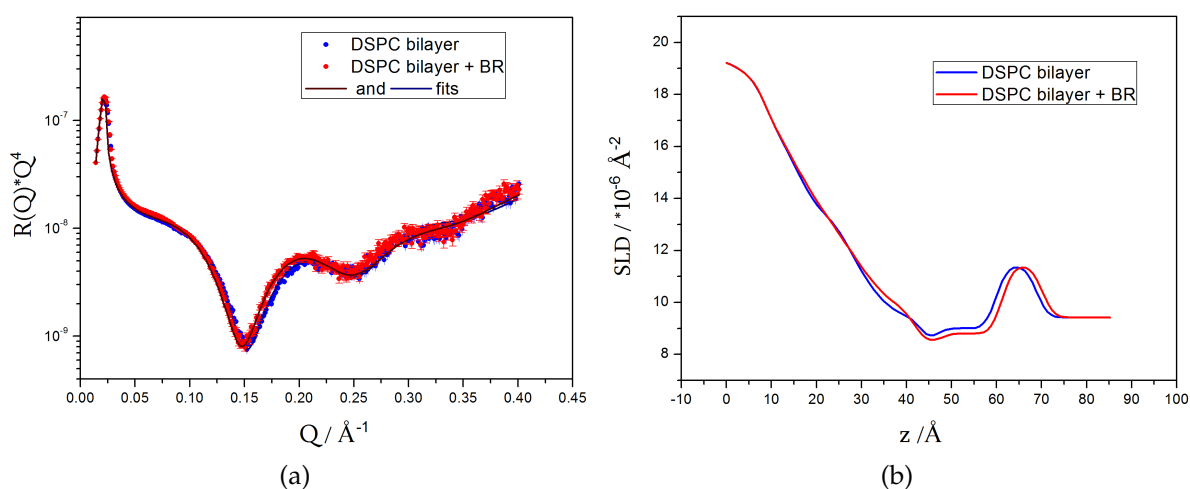 DSPC bilayer
DSPC bilayer + BR
and fits
R(Q)*Q⁴
10⁻⁷
10⁻⁸
10⁻⁹
0.00 0.05 0.10 0.15 0.20 0.25 0.30 0.35 0.40 0.45
Q / Å⁻¹
(a)
DSPC bilayer
DSPC bilayer + BR
SLD / *10⁻⁶ Å⁻²
20
18
16
14
12
10
8
-10 0 10 20 30 40 50 60 70 80 90 100
z /Å
(b)